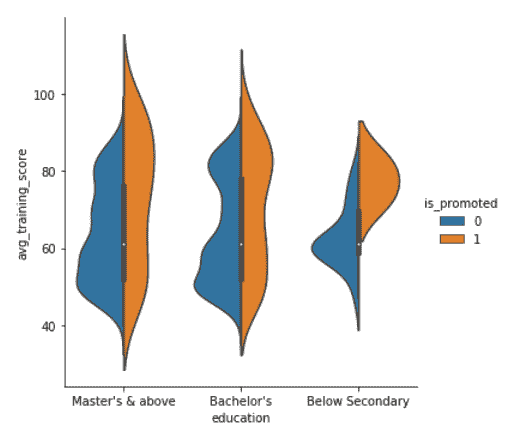 100
80
60
40
avg_training_score
Master's & above
Bachelor's
Below Secondary
education
is_promoted
0
1